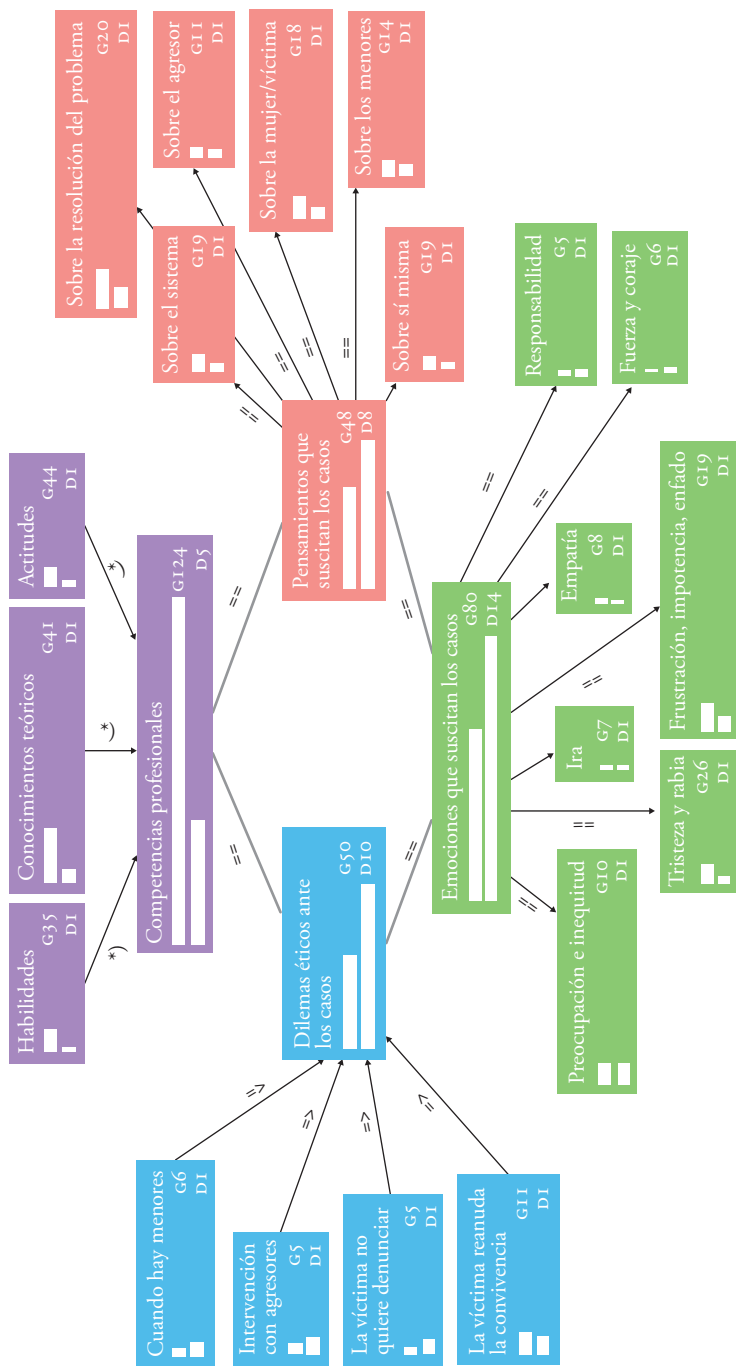 Habilidades
G35
D1
Conocimientos teóricos
G41
D1
Actitudes
G44
D1
*)
*)
*)
Competencias profesionales
G124
D5
==
==
Cuando hay menores
G6
D1
Intervención
con agresores
G5
D1
La víctima no
quiere denunciar
G5
D1
La víctima reanuda
la convivencia
G11
D1
=>
=>
=>
=>
Dilemas éticos ante
los casos
G50
D10
==
Pensamientos que
suscitan los casos
G48
D8
==
Sobre la resolución del problema
G20
D1
Sobre el sistema
G19
D1
Sobre el agresor
G11
D1
Sobre la mujer/víctima
G18
D1
Sobre los menores
G14
D1
Sobre sí misma
G19
D1
==
==
==
==
Emociones que suscitan los casos
G80
D14
==
==
==
==
==
Preocupación e inequitud
G10
D1
Tristeza y rabia
G26
D1
Ira
G7
D1
Frustración, impotencia, enfado
G19
D1
Empatía
G8
D1
Fuerza y coraje
G6
D1
Responsabilidad
G5
D1